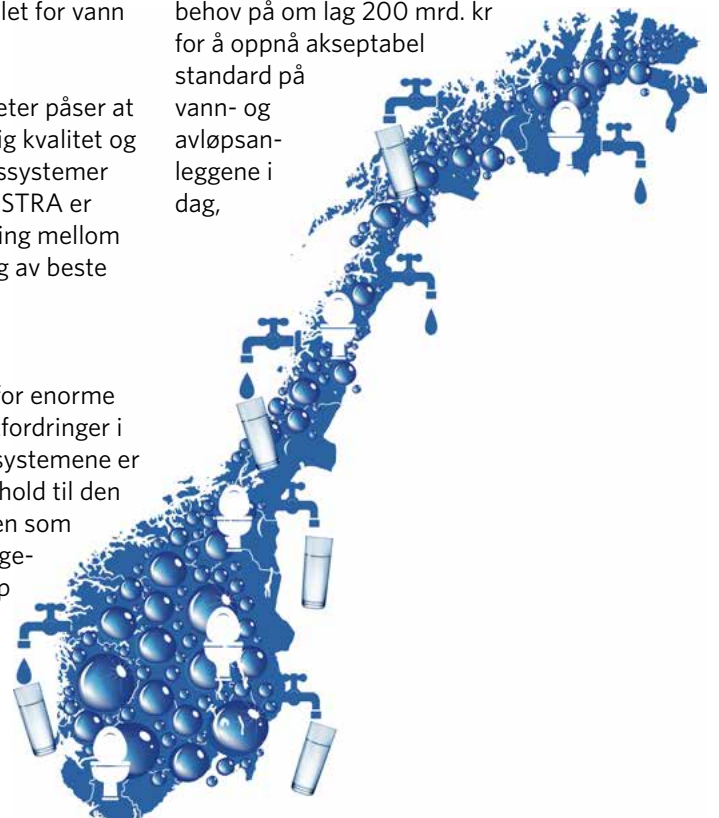 let for vann
eter påser at
ig kvalitet og
ssystemer
STRA er
ing mellom
g av beste
for enorme
fordringer i
systemene er
hold til den
en som
ge-
p
behov på om lag 200 mrd. kr
for å oppnå akseptabel
standard på
vann- og
avløpsan-
leggene i
dag,